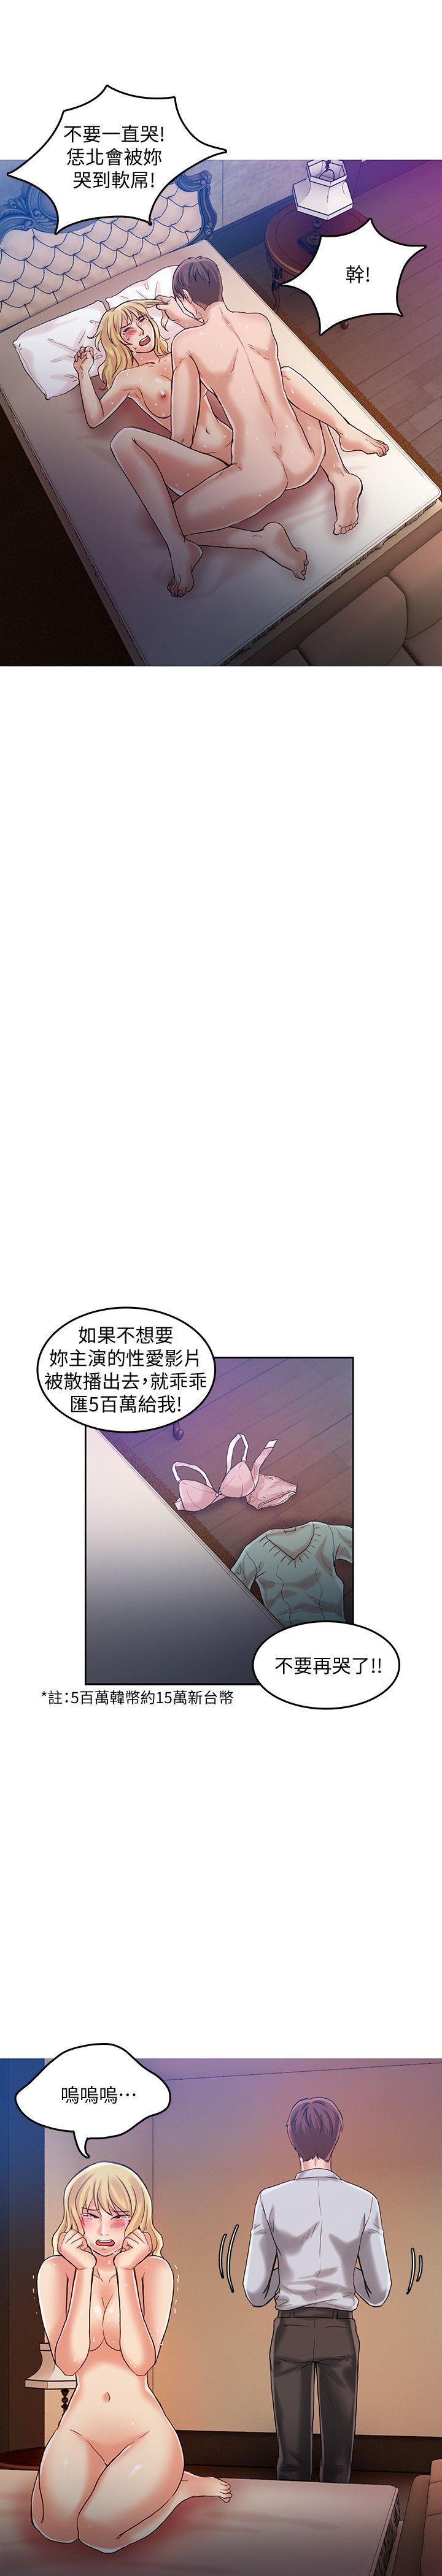 不要一直哭!
恁北會被妳
哭到軟屌!
幹!
如果不想要
妳主演的性愛影片
被散播出去，就乖乖
匯5百萬給我!
不要再哭了!!
*註：5百萬韓幣約15萬新台幣
嗚嗚嗚…